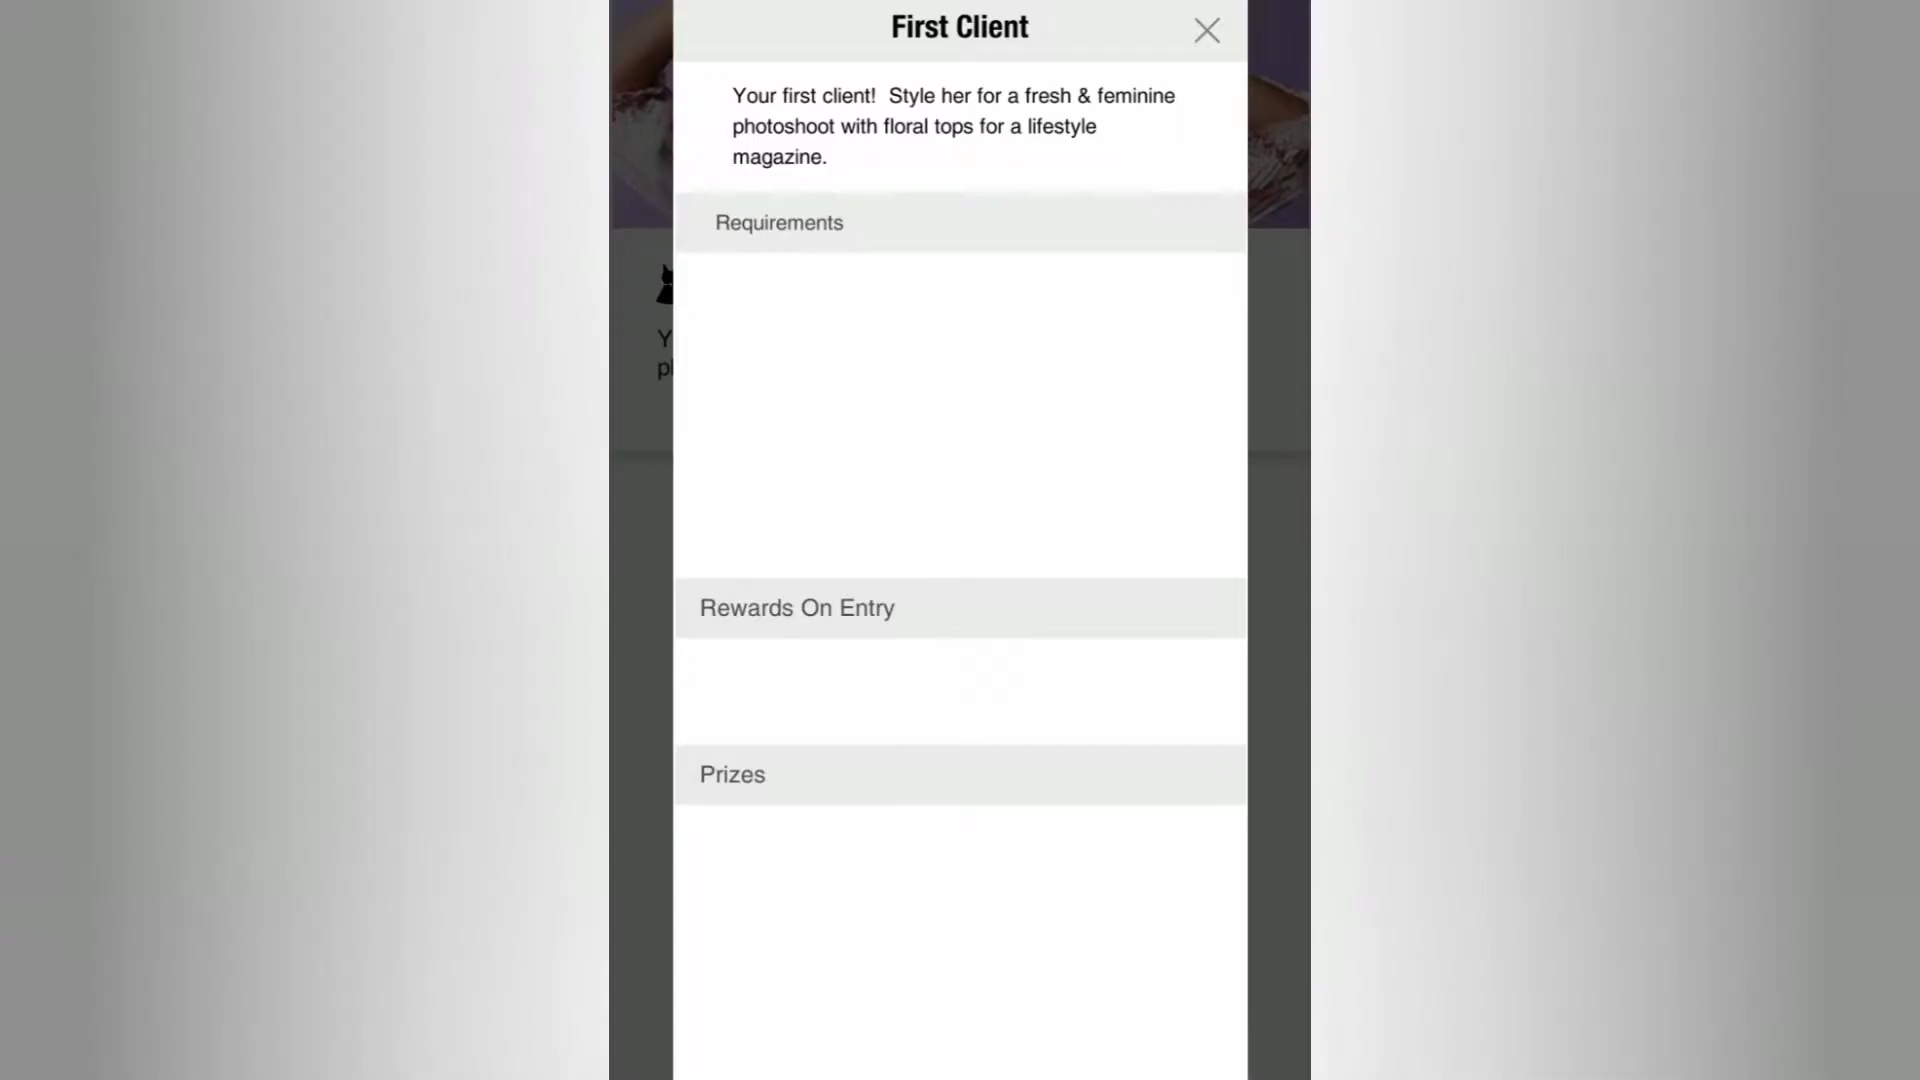 First Client
Your first client!  Style her for a fresh & feminine
photoshoot with floral tops for a lifestyle
magazine.
Requirements
Y
pl
Rewards On Entry
Prizes